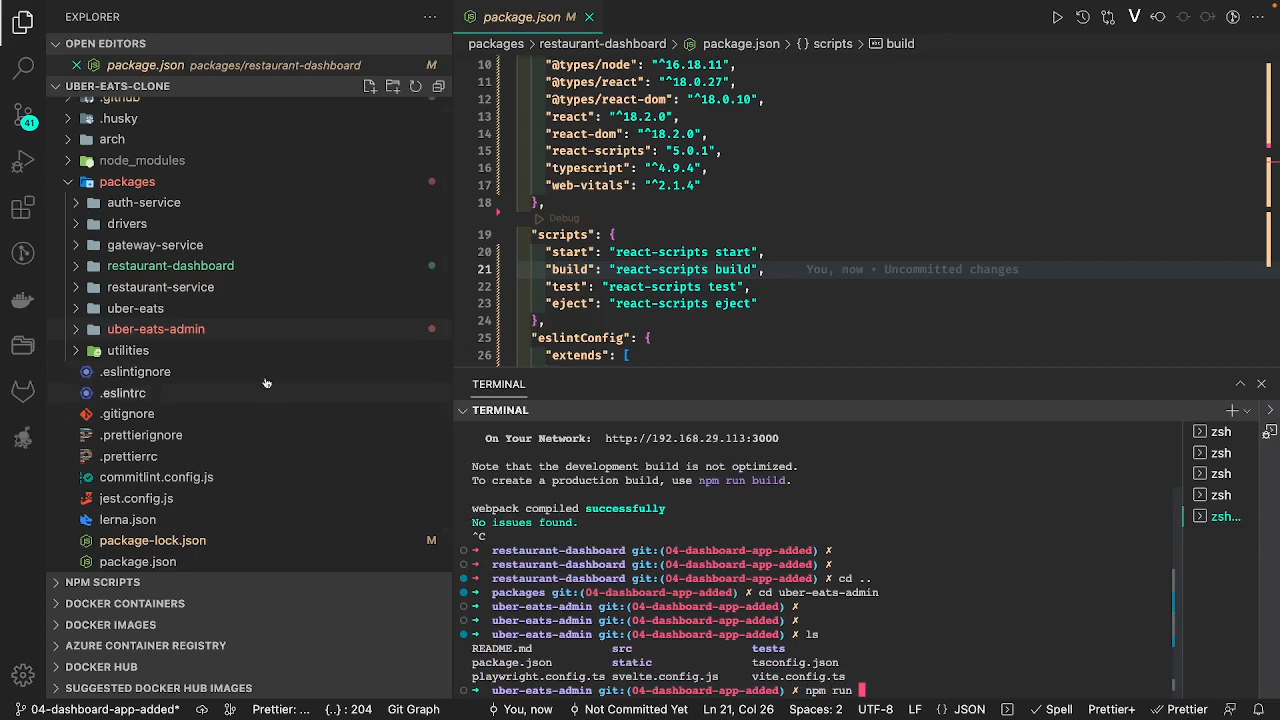 EXPLORER
OPEN EDITORS
package.json packages/restaurant-dashboard M
UBER-EATS-CLONE
.github
.husky
arch
node_modules
packages
auth-service
drivers
gateway-service
restaurant-dashboard
restaurant-service
uber-eats
uber-eats-admin
utilities
.eslintignore
.eslintrc
.gitignore
.prettierignore
.prettierrc
commitlint.config.js
jest.config.js
lerna.json
package-lock.json M
package.json
NPM SCRIPTS
DOCKER CONTAINERS
DOCKER IMAGES
AZURE CONTAINER REGISTRY
DOCKER HUB
SUGGESTED DOCKER HUB IMAGES
41
package.json M
packages > restaurant-dashboard > package.json > {} scripts > abc build
10 "@types/node": "^16.18.11",
11 "@types/react": "^18.0.27",
12 "@types/react-dom": "^18.0.10",
13 "react": "^18.2.0",
14 "react-dom": "^18.2.0",
15 "react-scripts": "5.0.1",
16 "typescript": "^4.9.4",
17 "web-vitals": "^2.1.4"
18 },
Debug
19 "scripts": {
20 "start": "react-scripts start",
21 "build": "react-scripts build", You, now • Uncommitted changes
22 "test": "react-scripts test",
23 "eject": "react-scripts eject"
24 },
25 "eslintConfig": {
26 "extends": [
TERMINAL
TERMINAL
On Your Network: http://192.168.29.113:3000
Note that the development build is not optimized.
To create a production build, use npm run build.
webpack compiled successfully
No issues found.
^C
➜ restaurant-dashboard git:(04-dashboard-app-added) ✗
➜ restaurant-dashboard git:(04-dashboard-app-added) ✗
➜ restaurant-dashboard git:(04-dashboard-app-added) ✗ cd ..
➜ packages git:(04-dashboard-app-added) ✗ cd uber-eats-admin
➜ uber-eats-admin git:(04-dashboard-app-added) ✗
➜ uber-eats-admin git:(04-dashboard-app-added) ✗
➜ uber-eats-admin git:(04-dashboard-app-added) ✗ ls
README.md src tests
package.json static tsconfig.json
playwright.config.ts svelte.config.js vite.config.ts
➜ uber-eats-admin git:(04-dashboard-app-added) ✗ npm run
zsh
zsh
zsh
zsh
zsh...
04-dashboard-app-added* Prettier: {..} : 204 Git Graph You, now Not Committed Yet Ln 21, Col 26 Spaces: 2 UTF-8 LF {} JSON Spell Prettier Prettier